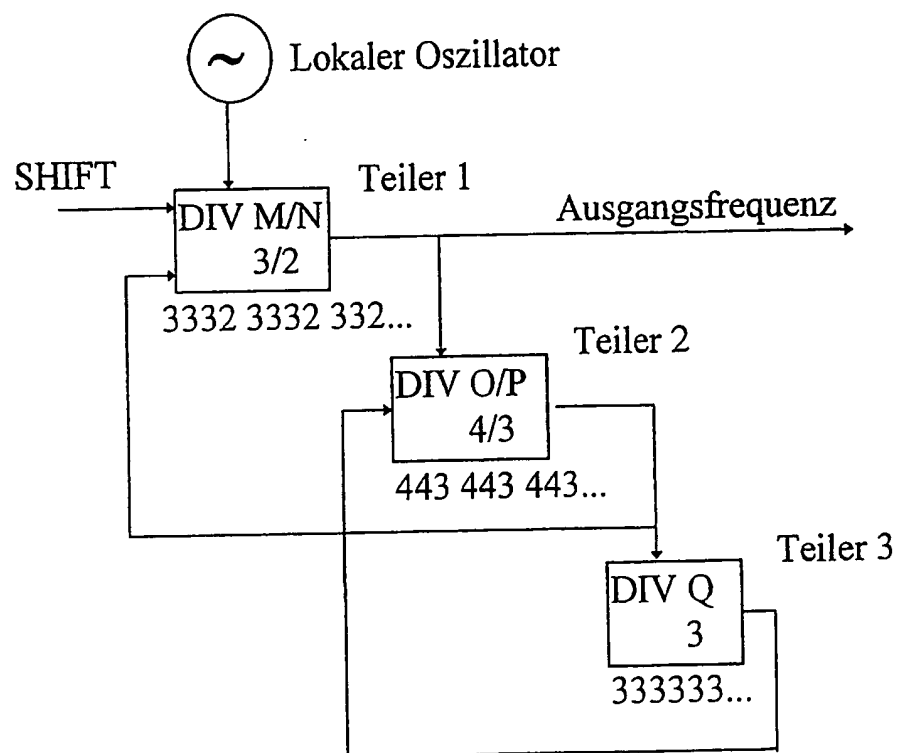 ~
Lokaler Oszillator
SHIFT
Teiler 1
DIV M/N
3/2
Ausgangsfrequenz
3332 3332 332...
Teiler 2
DIV O/P
4/3
443 443 443...
Teiler 3
DIV Q
3
333333...